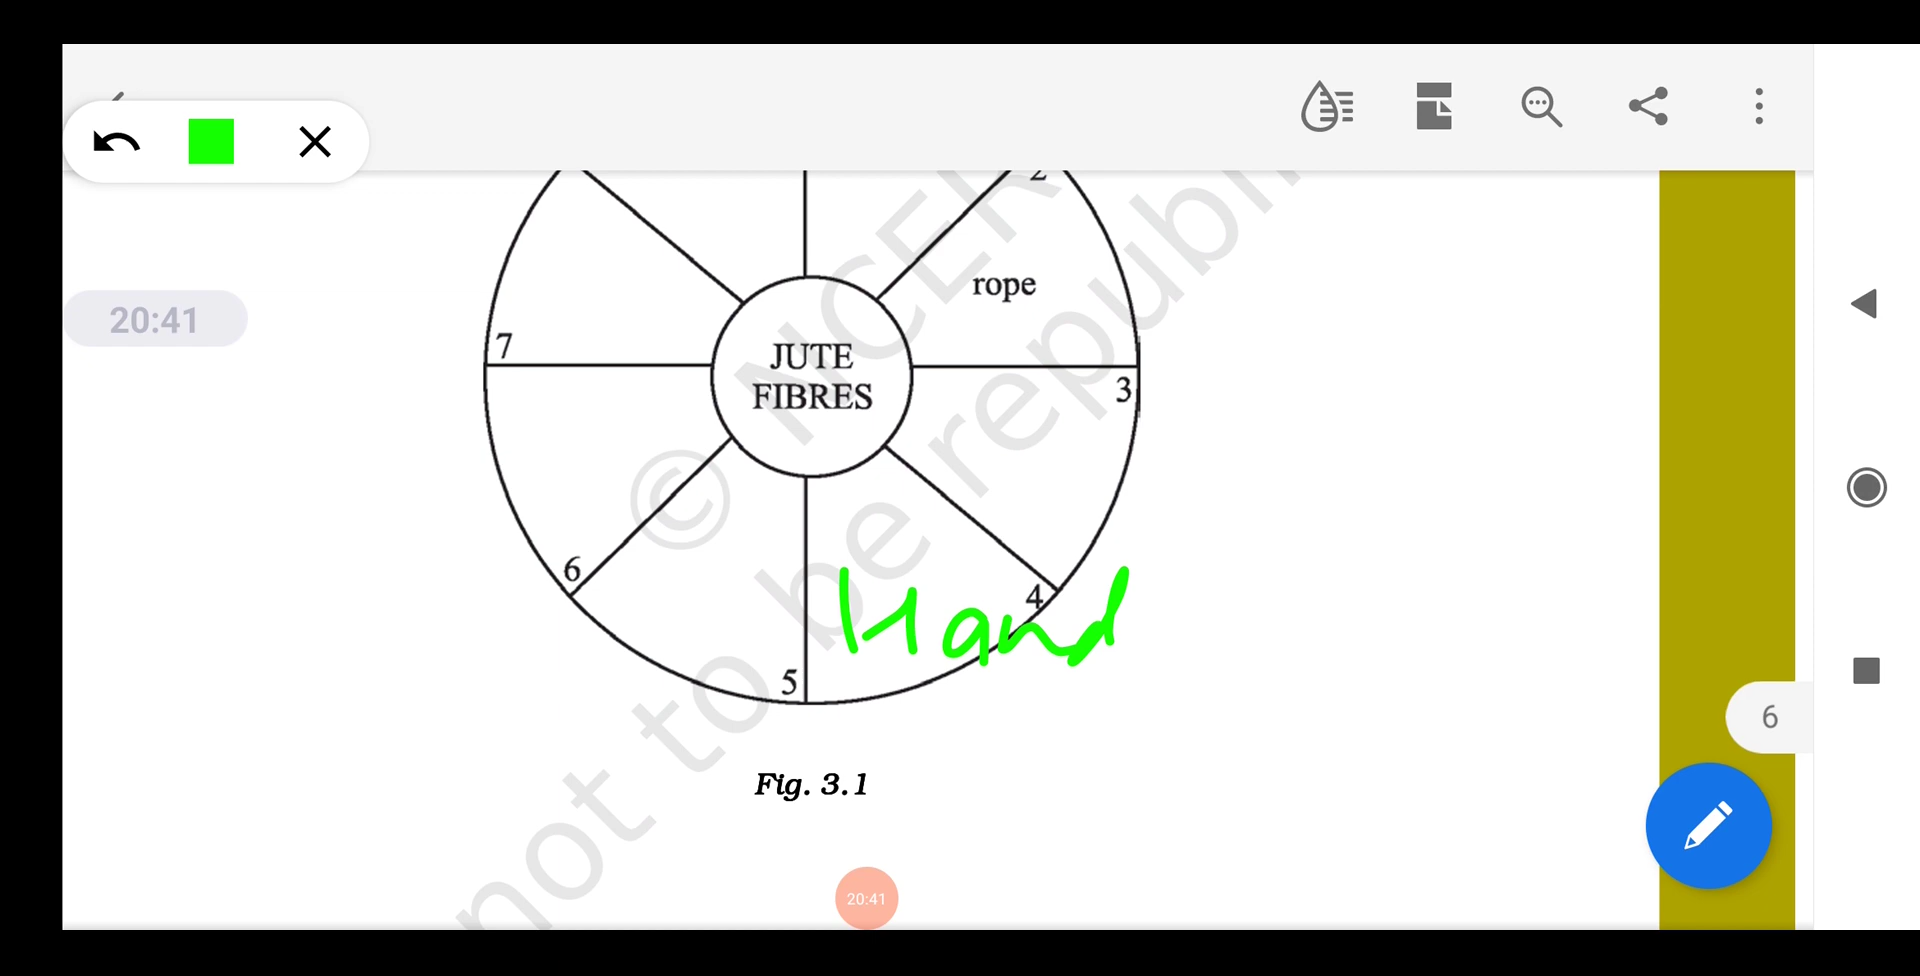 2
rope
20:41
7
JUTE
FIBRES
3
© NCER
be republi
6
4
Hand
5
6
Fig. 3.1
not to
20:41